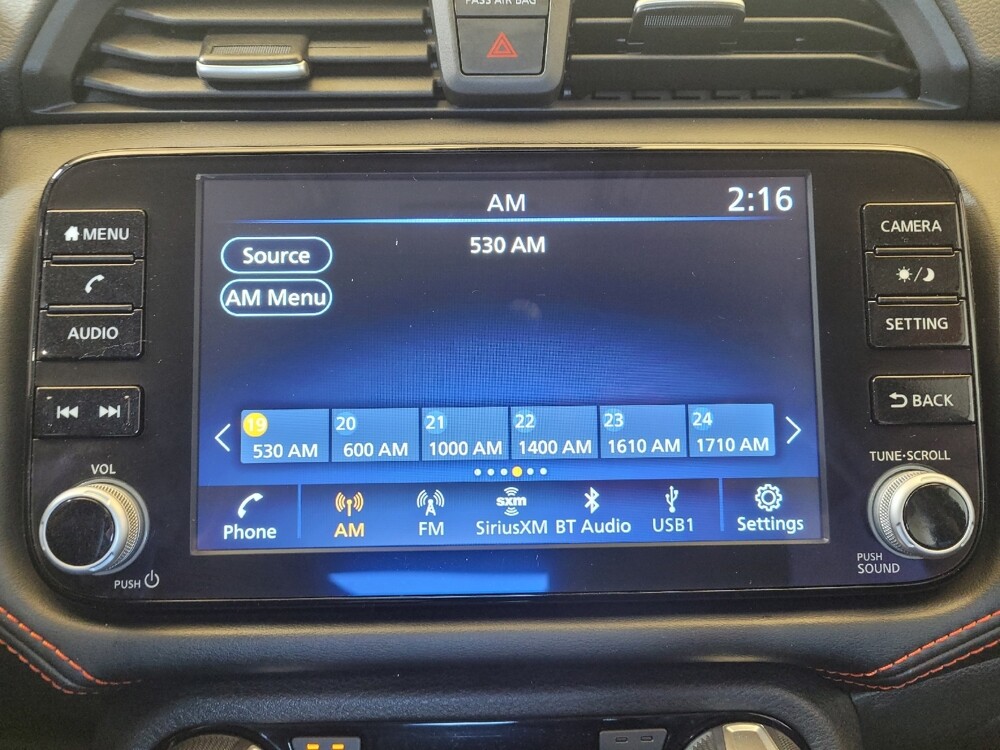 PASS AIR BAG
AM
2:16
530 AM
Source
AM Menu
MENU
AUDIO
VOL
PUSH
CAMERA
SETTING
BACK
TUNE·SCROLL
PUSH
SOUND
19 20 21 22 23 24
530 AM 600 AM 1000 AM 1400 AM 1610 AM 1710 AM
sxm
Phone AM FM SiriusXM BT Audio USB1 Settings